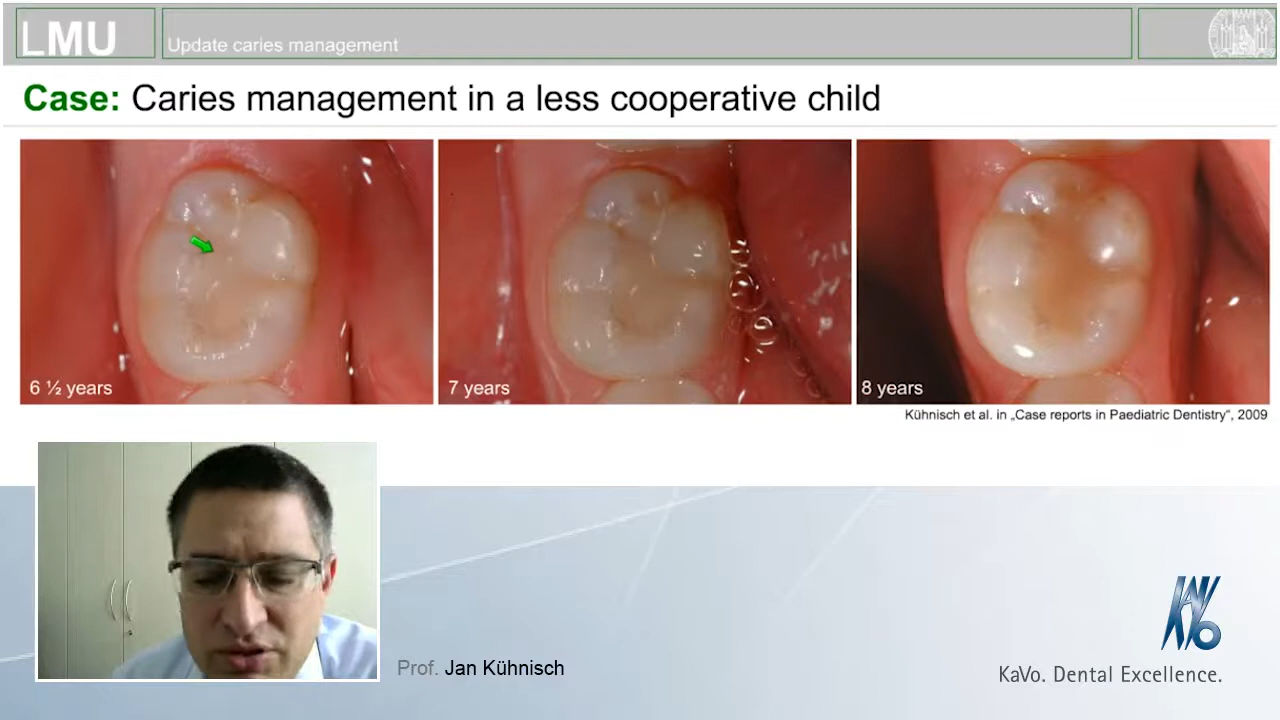 LMU
Update caries management
Case: Caries management in a less cooperative child
6 ½ years
7 years
8 years
Kühnisch et al. in „Case reports in Paediatric Dentistry“, 2009
Prof. Jan Kühnisch
KAVO
KaVo. Dental Excellence.